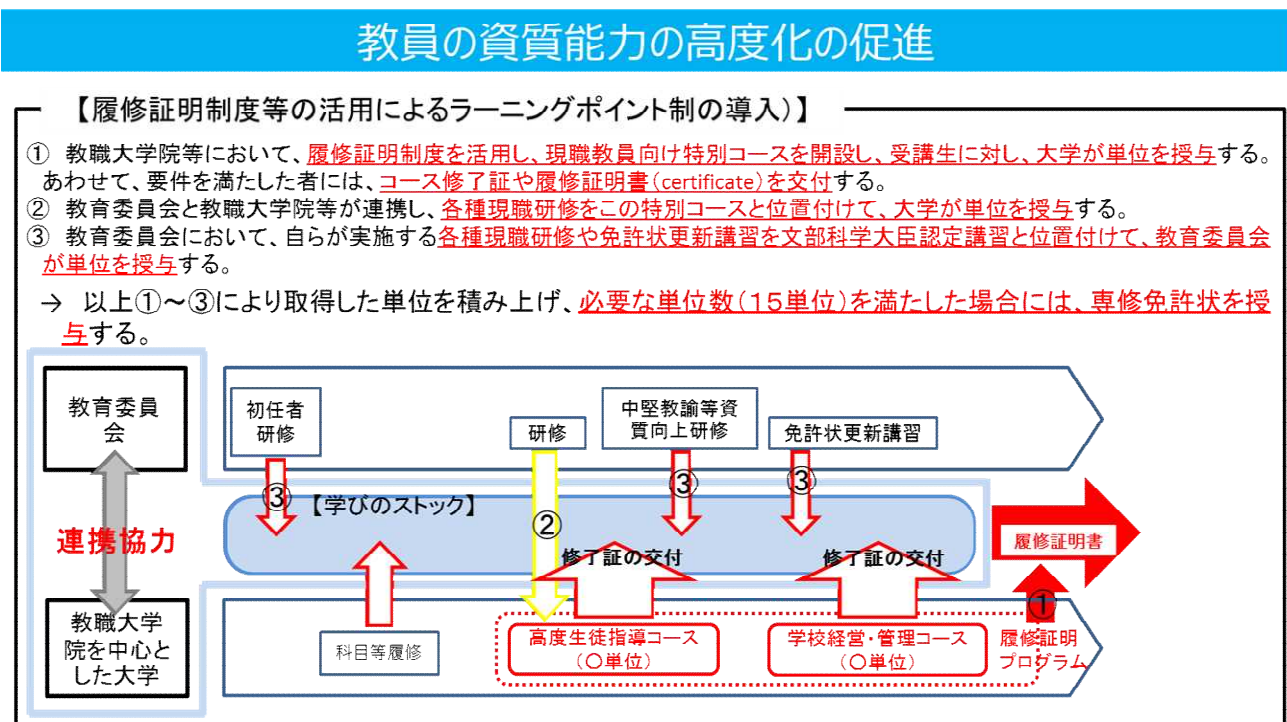 教員の資質能力の高度化の促進
【履修証明制度等の活用によるラーニングポイント制の導入）】
① 教職大学院等において、履修証明制度を活用し、現職教員向け特別コースを開設し、受講生に対し、大学が単位を授与する。
あわせて、要件を満たした者には、コース修了証や履修証明書（certificate）を交付する。
② 教育委員会と教職大学院等が連携し、各種現職研修をこの特別コースと位置付けて、大学が単位を授与する。
③ 教育委員会において、自らが実施する各種現職研修や免許状更新講習を文部科学大臣認定講習と位置付けて、教育委員会
が単位を授与する。
→ 以上①～③により取得した単位を積み上げ、必要な単位数（１５単位）を満たした場合には、専修免許状を授
与する。
教育委員
会
初任者
研修
研修
中堅教諭等資
質向上研修
免許状更新講習
③
③
③
【学びのストック】
②
連携協力
修了証の交付
修了証の交付
履修証明書
①
教職大学
院を中心と
した大学
科目等履修
高度生徒指導コース
（〇単位）
学校経営・管理コース
（〇単位）
履修証明
プログラム